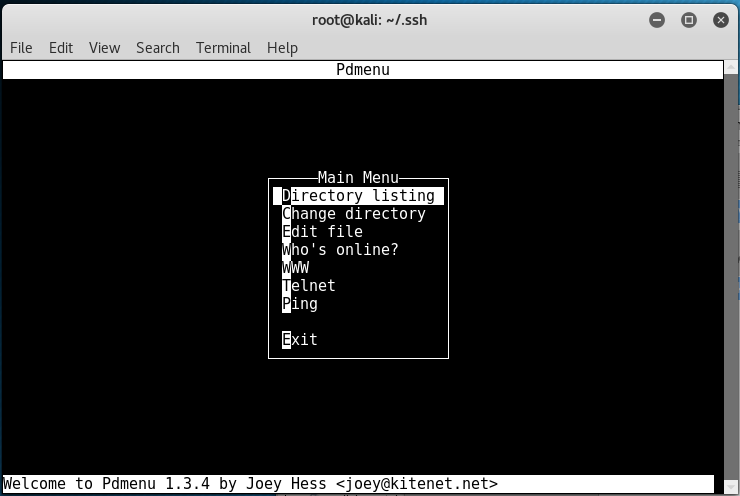 root@kali: ~/.ssh
File Edit View Search Terminal Help
Pdmenu
Main Menu
Directory listing
Change directory
Edit file
Who's online?
WWW
Telnet
Ping
Exit
Welcome to Pdmenu 1.3.4 by Joey Hess <joey@kitenet.net>